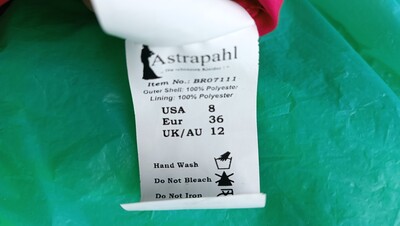 Astrapahl
Item No.: BR07111
Outer Shell: 100% Polyester
Lining: 100% Polyester
USA 8
Eur 36
UK/AU 12
Hand Wash
Do Not Bleach
Do Not Iron